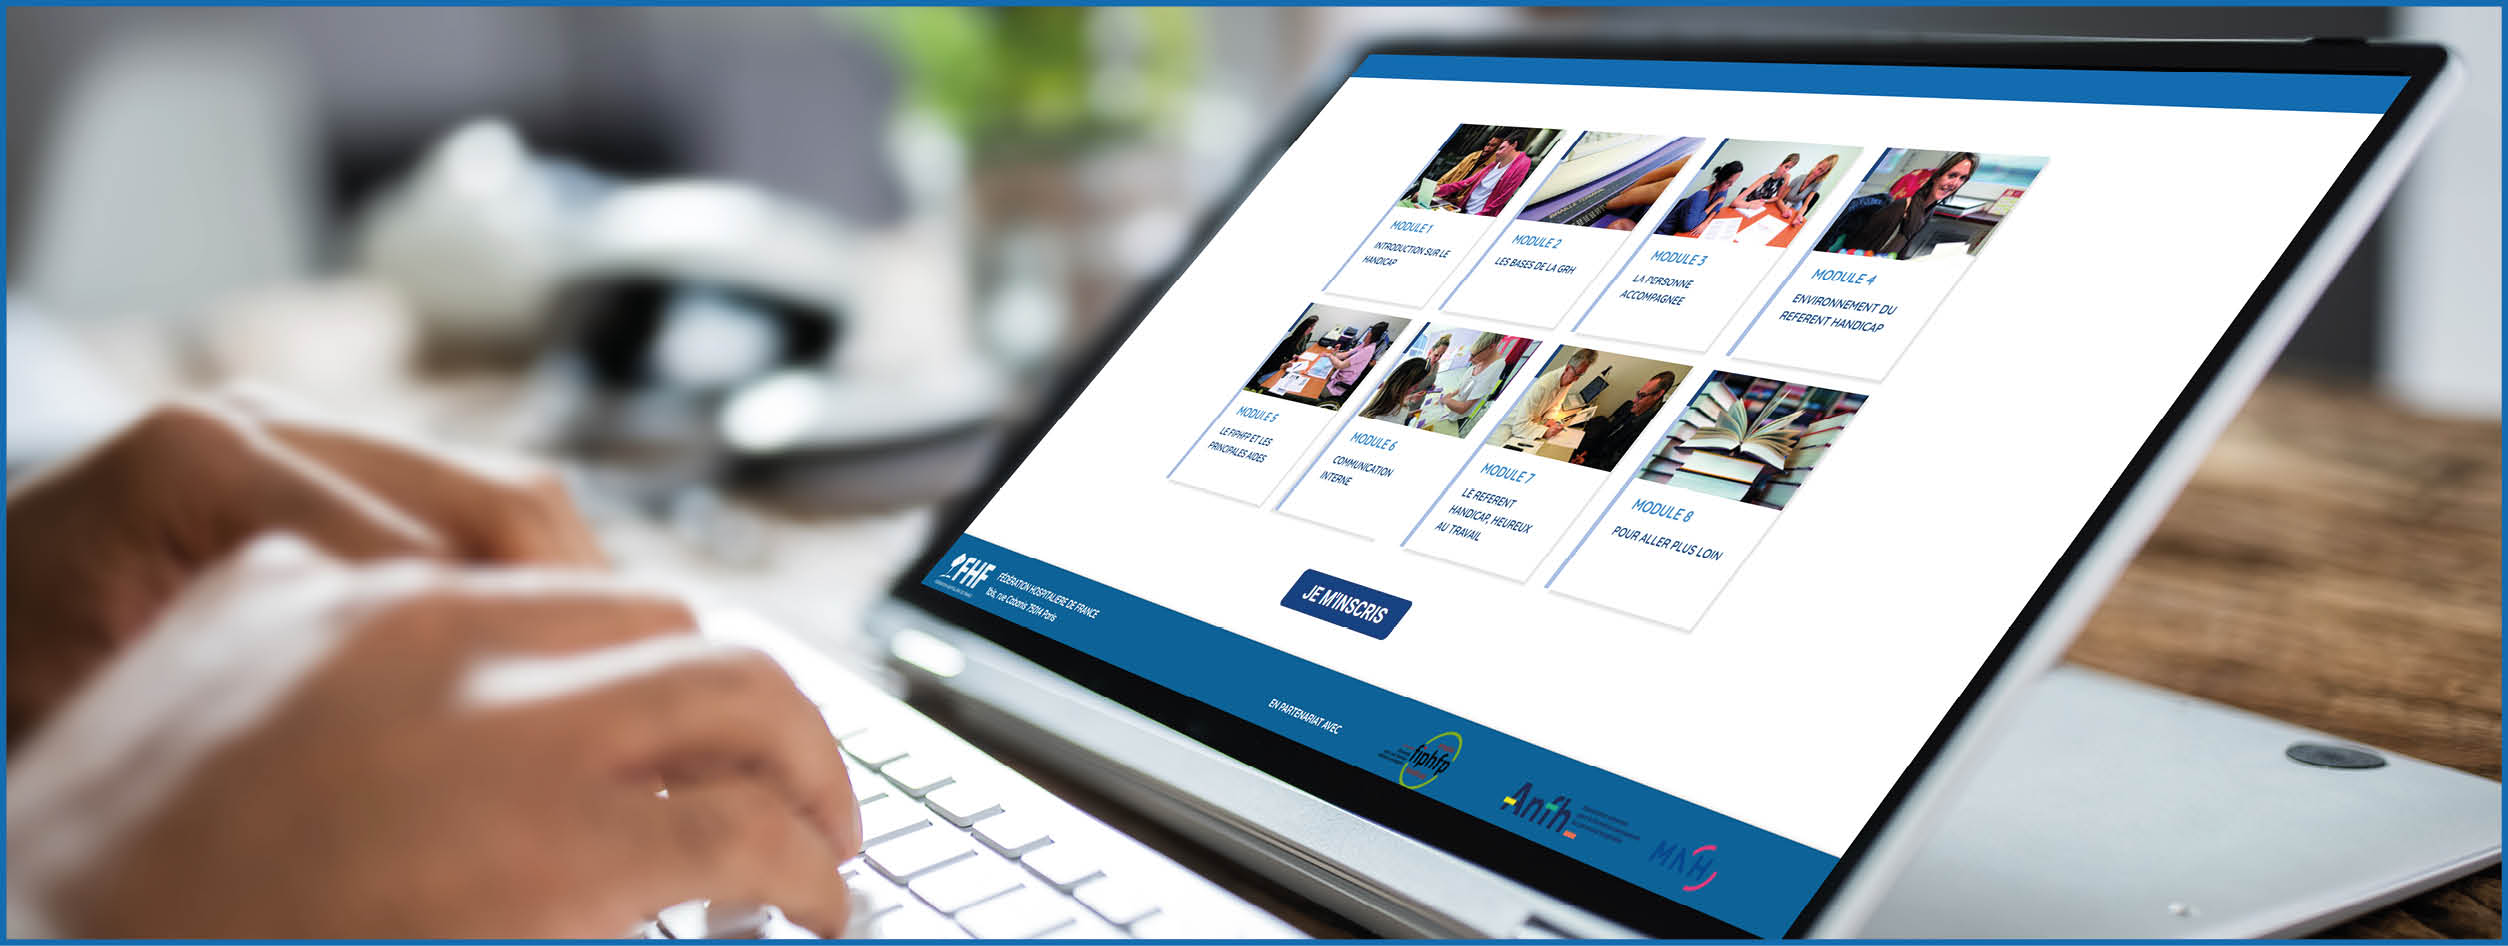 MODULE 1
INTRODUCTION SUR LE
HANDICAP
MODULE 2
LES BASES DE LA GRH
MODULE 3
LA PERSONNE
ACCOMPAGNEE
MODULE 4
ENVIRONNEMENT DU
REFERENT HANDICAP
MODULE 5
LE FIPHFP ET LES
PRINCIPALES AIDES
MODULE 6
COMMUNICATION
INTERNE
MODULE 7
LE REFERENT
HANDICAP, HEUREUX
AU TRAVAIL
MODULE 8
POUR ALLER PLUS LOIN
JE M'INSCRIS
FHF
FÉDÉRATION HOSPITALIERE DE FRANCE
1bis, rue Cabanis 75014 Paris
EN PARTENARIAT AVEC
fiphfp
Anfh
MNH